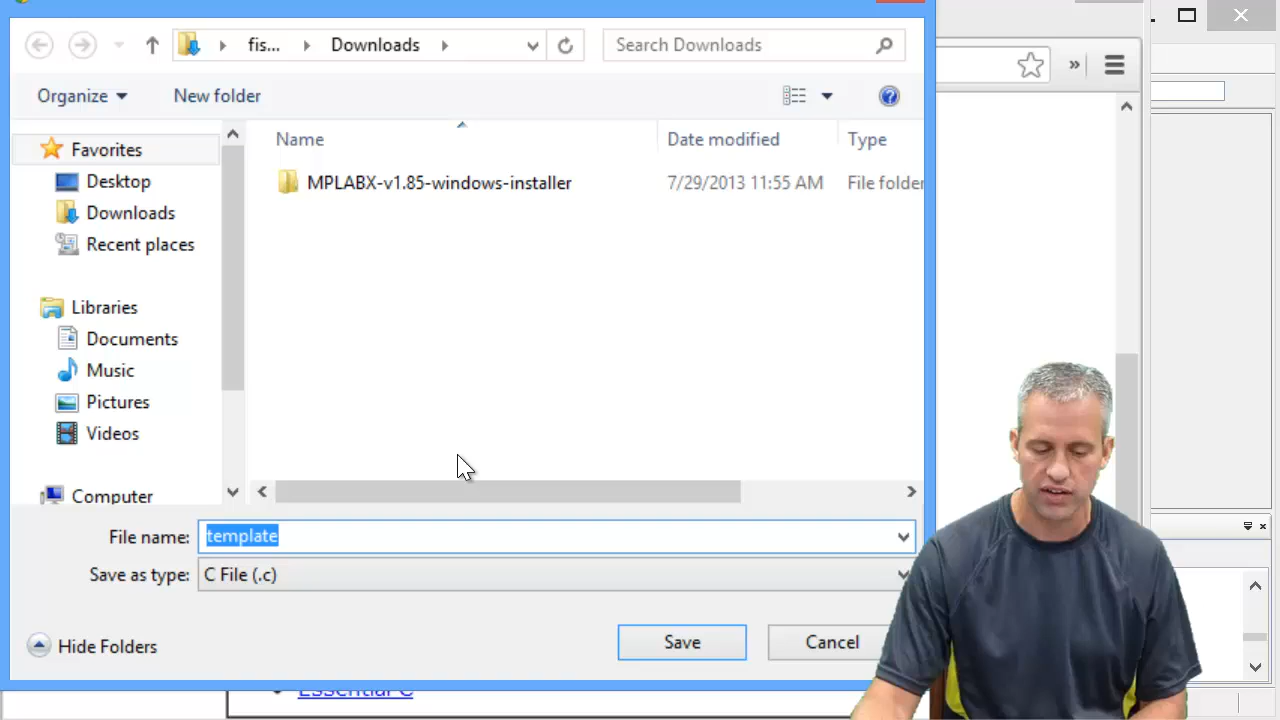 fis... Downloads
Search Downloads
Organize
New folder
Name
Date modified
Type
Favorites
MPLABX-v1.85-windows-installer
7/29/2013 11:55 AM
File folder
Desktop
Downloads
Recent places
Libraries
Documents
Music
Pictures
Videos
Computer
File name: template
Save as type: C File (.c)
Hide Folders
Save
Cancel
Essential C